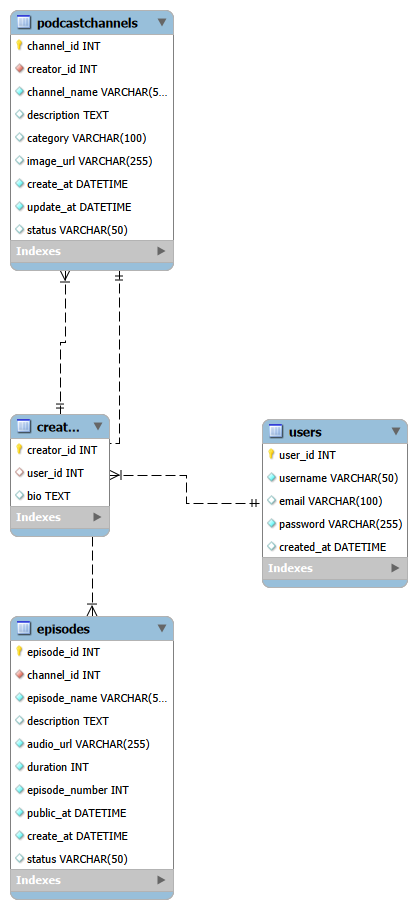 podcastchannels
channel_id INT
creator_id INT
channel_name VARCHAR(5...
description TEXT
category VARCHAR(100)
image_url VARCHAR(255)
create_at DATETIME
update_at DATETIME
status VARCHAR(50)
Indexes
creat...
creator_id INT
user_id INT
bio TEXT
Indexes
users
user_id INT
username VARCHAR(50)
email VARCHAR(100)
password VARCHAR(255)
created_at DATETIME
Indexes
episodes
episode_id INT
channel_id INT
episode_name VARCHAR(5...
description TEXT
audio_url VARCHAR(255)
duration INT
episode_number INT
public_at DATETIME
create_at DATETIME
status VARCHAR(50)
Indexes